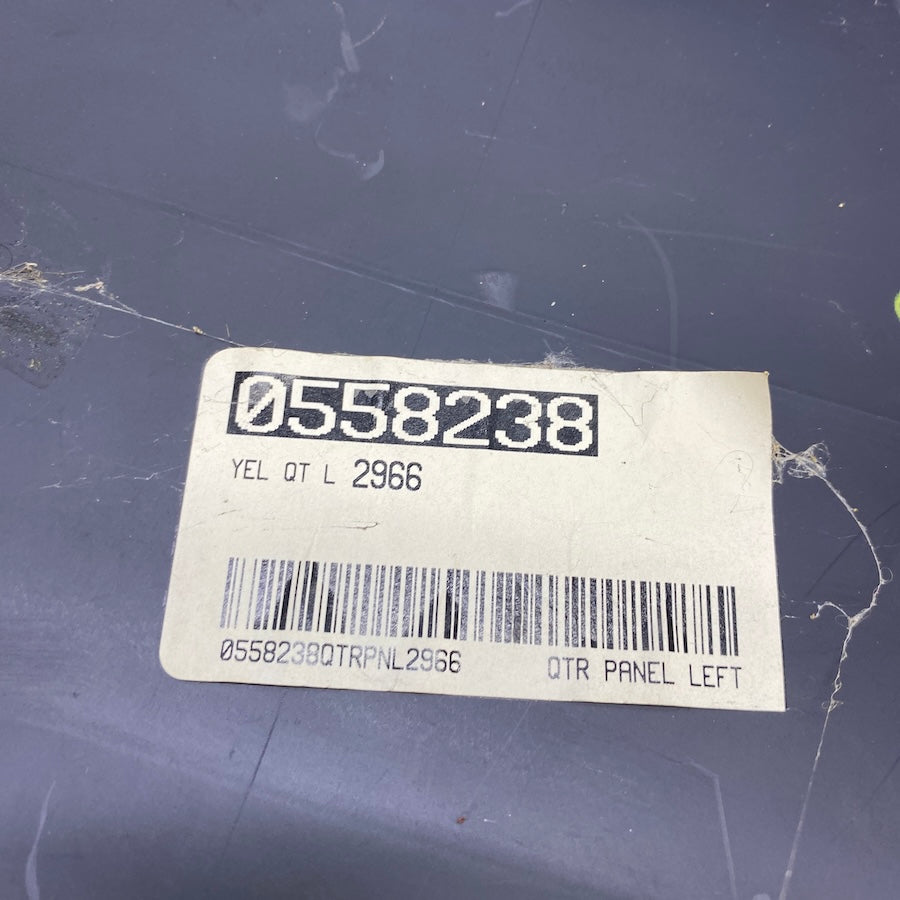 0558238
YEL QT L 2966
0558238QTRPNL2966 QTR PANEL LEFT